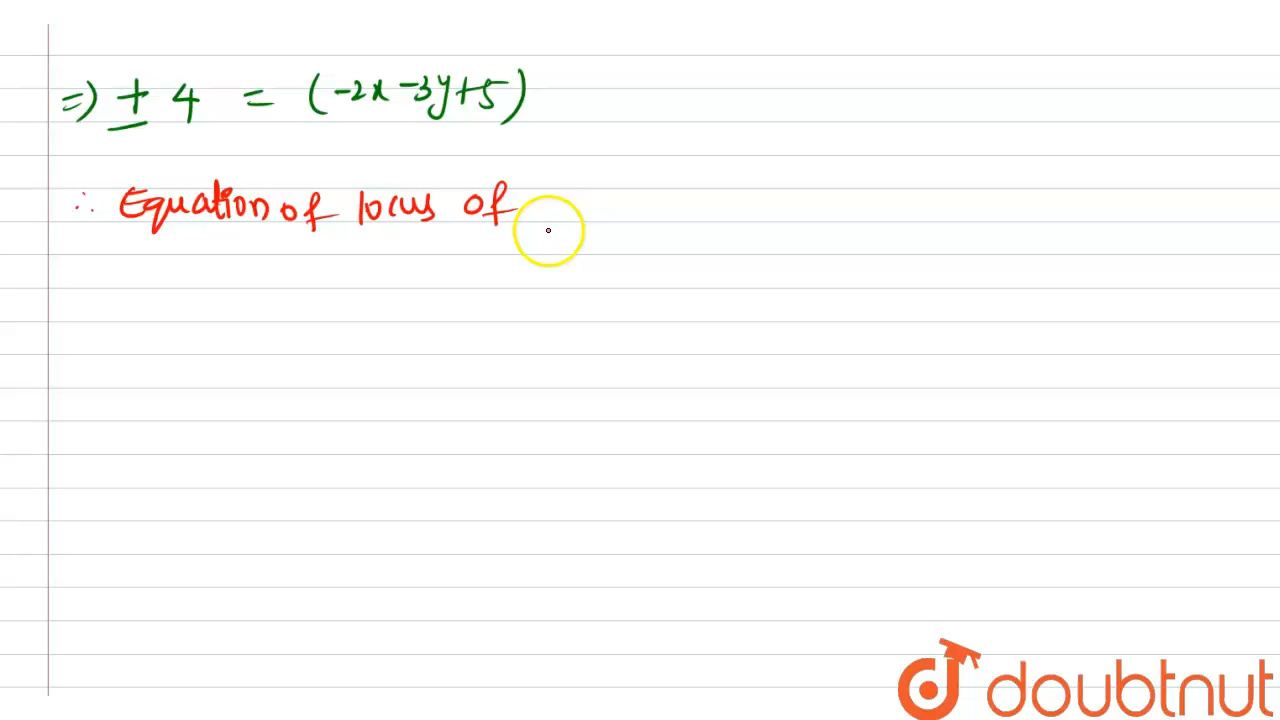 =) ± 4 = (-2x -3y+5)
∴ Equation of locus of
doubtnut